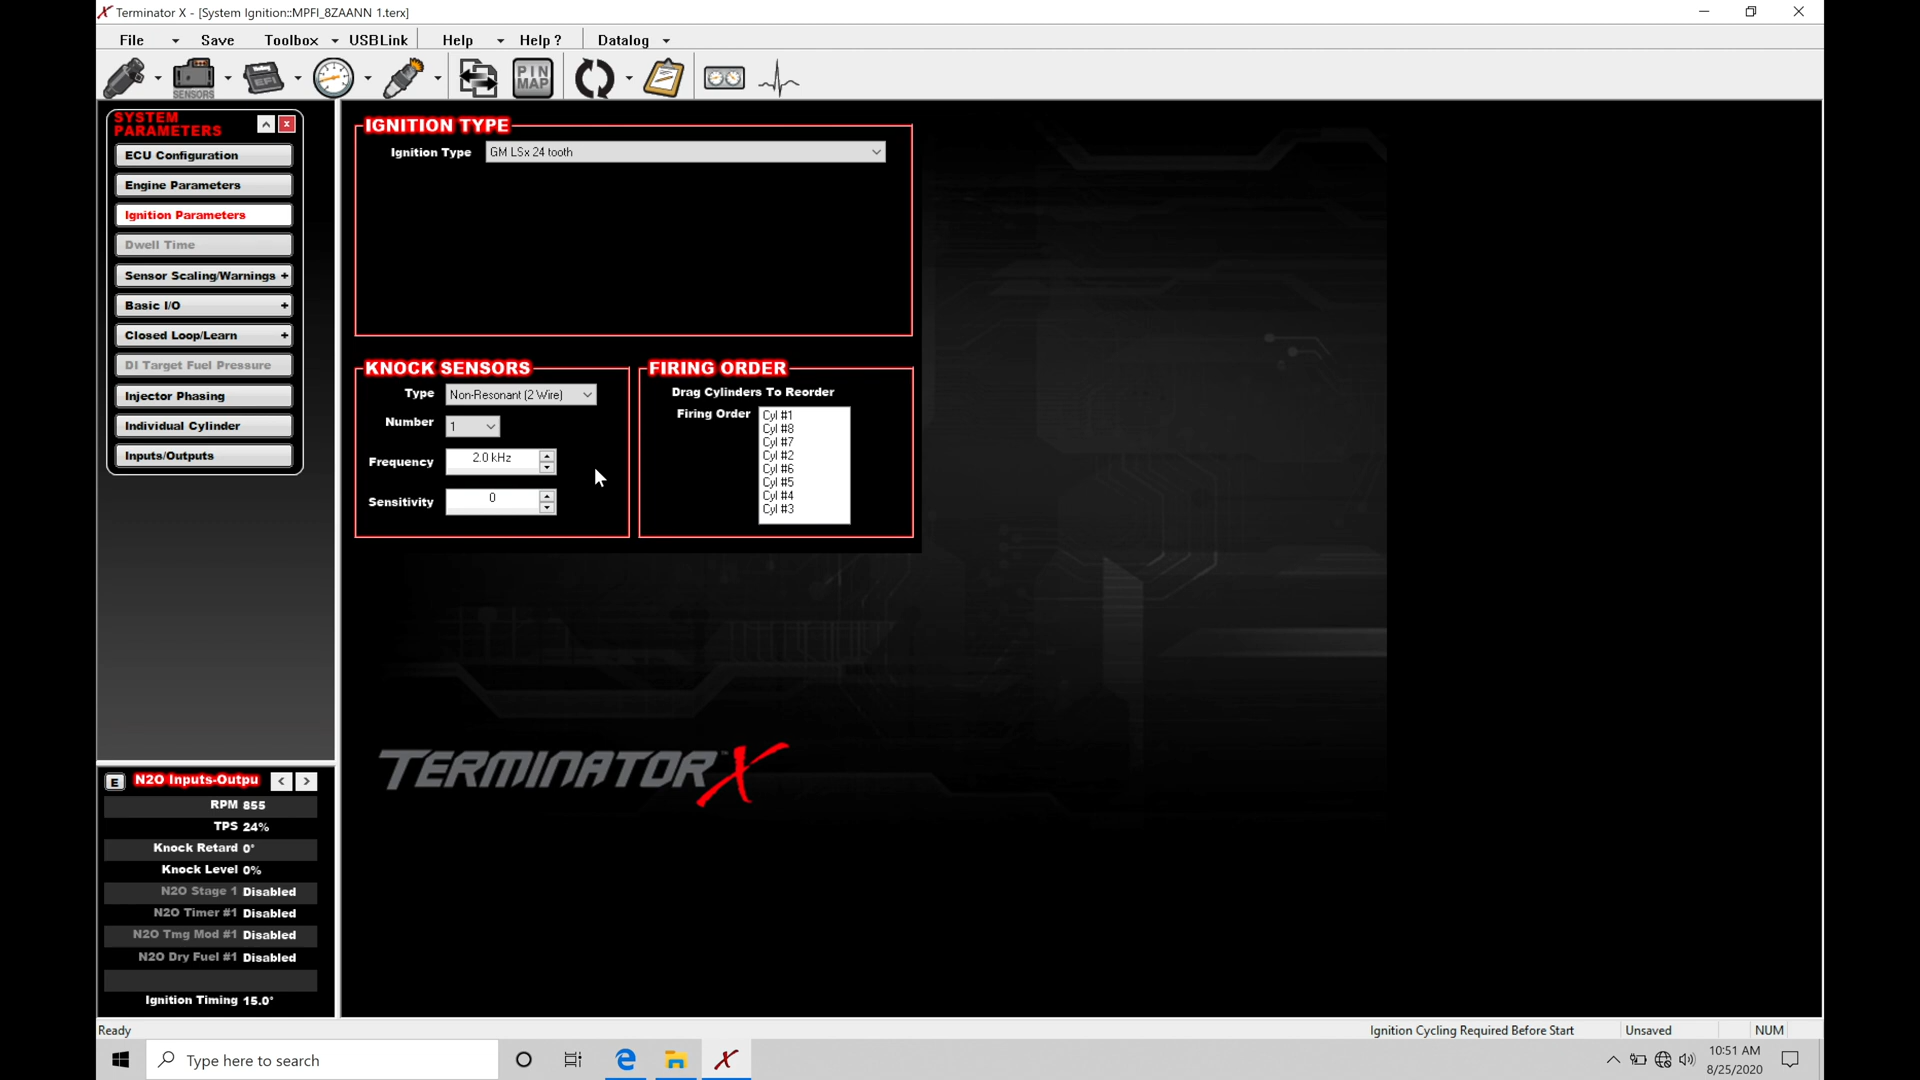 Terminator X - [System Ignition::MPFI_8ZAANN 1.terx]
File Save Toolbox USBLink Help Help ? Datalog
SENSORS
EFI
PIN
MAP
SYSTEM
PARAMETERS
ECU Configuration
Engine Parameters
Ignition Parameters
Dwell Time
Sensor Scaling/Warnings +
Basic I/O +
Closed Loop/Learn +
DI Target Fuel Pressure
Injector Phasing
Individual Cylinder
Inputs/Outputs
IGNITION TYPE
Ignition Type GM LSx 24 tooth
KNOCK SENSORS
Type Non-Resonant (2 Wire)
Number 1
Frequency 2.0 kHz
Sensitivity 0
FIRING ORDER
Drag Cylinders To Reorder
Firing Order
Cyl #1
Cyl #8
Cyl #7
Cyl #2
Cyl #6
Cyl #5
Cyl #4
Cyl #3
TERMINATOR X
E N2O Inputs-Outpu < >
RPM 855
TPS 24%
Knock Retard 0°
Knock Level 0%
N2O Stage 1 Disabled
N2O Timer #1 Disabled
N2O Tmg Mod #1 Disabled
N2O Dry Fuel #1 Disabled
Ignition Timing 15.0°
Ready Ignition Cycling Required Before Start Unsaved NUM
Type here to search
10:51 AM
8/25/2020